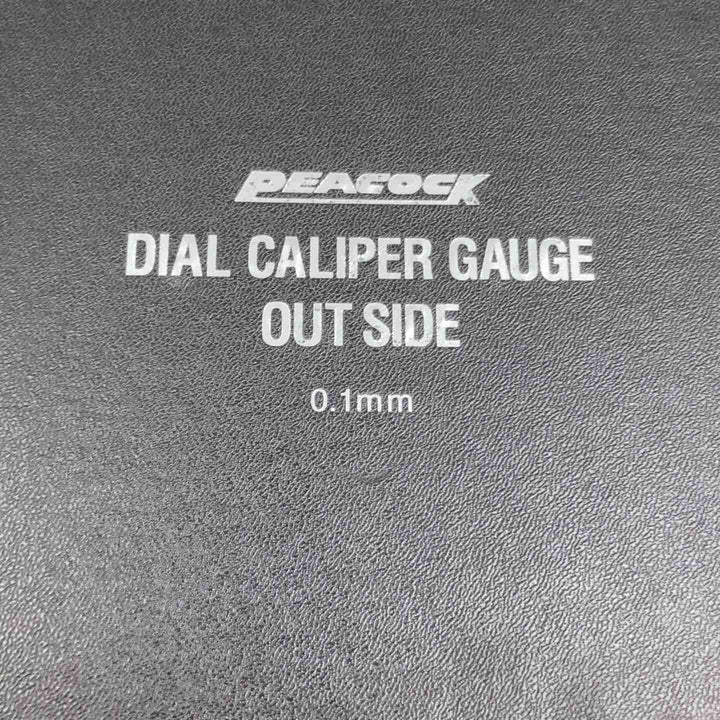 PEACOCK®
DIAL CALIPER GAUGE
OUT SIDE
0.1mm